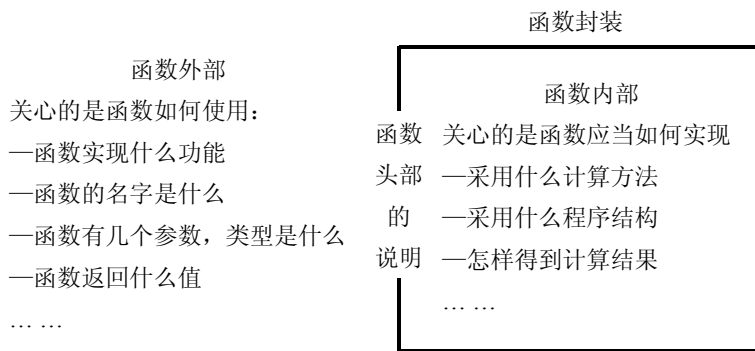 函数封装
函数外部
关心的是函数如何使用：
—函数实现什么功能
—函数的名字是什么
—函数有几个参数，类型是什么
—函数返回什么值
… …
函数
头部
的
说明
函数内部
关心的是函数应当如何实现
—采用什么计算方法
—采用什么程序结构
—怎样得到计算结果
… …